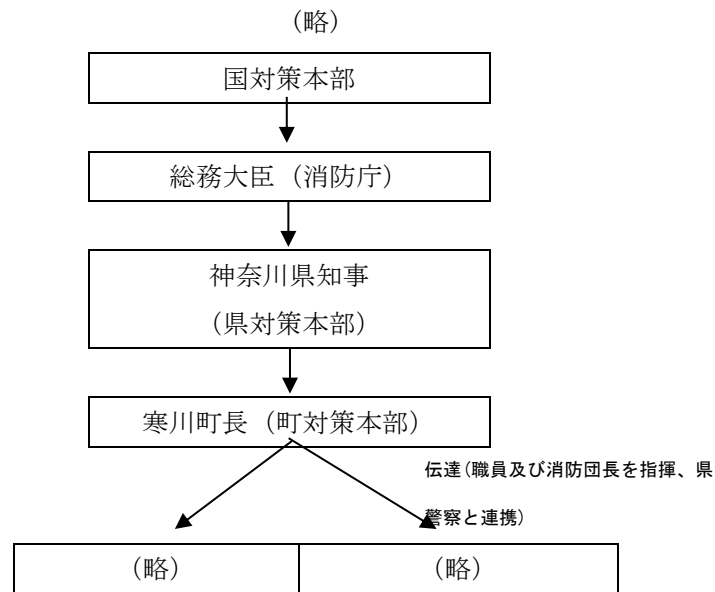 （略）
国対策本部
総務大臣（消防庁）
神奈川県知事
（県対策本部）
寒川町長（町対策本部）
伝達(職員及び消防団長を指揮、県
警察と連携)
（略）
（略）